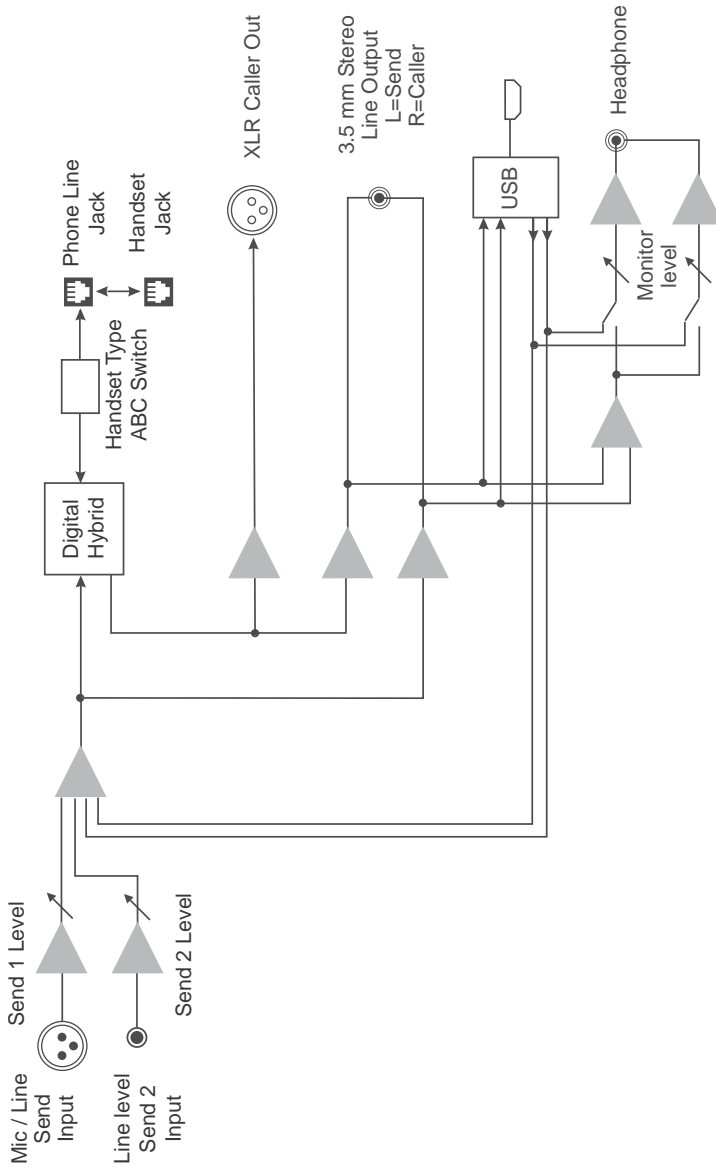 Mic / Line
Send
Input
Send 1 Level
Line level
Send 2
Input
Send 2 Level
Digital
Hybrid
Handset Type
ABC Switch
Phone Line
Jack
Handset
Jack
XLR Caller Out
3.5 mm Stereo
Line Output
L=Send
R=Caller
USB
Monitor
level
Headphone